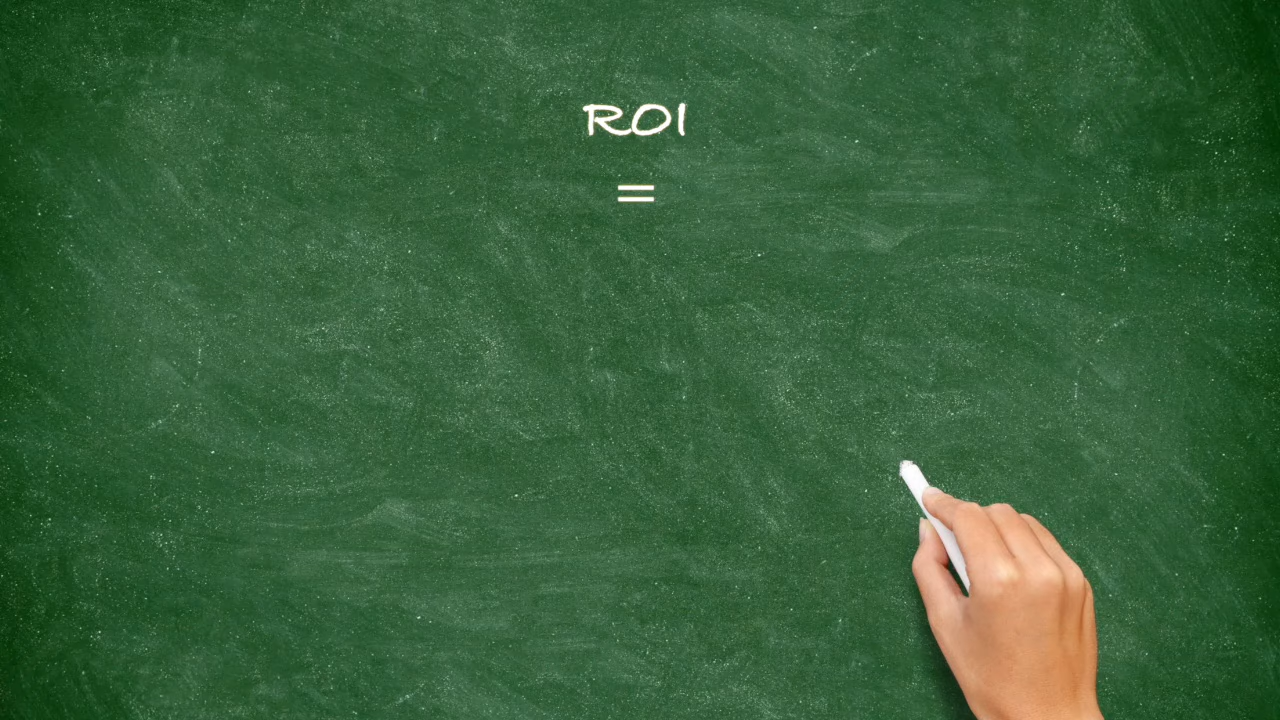 ROI
=